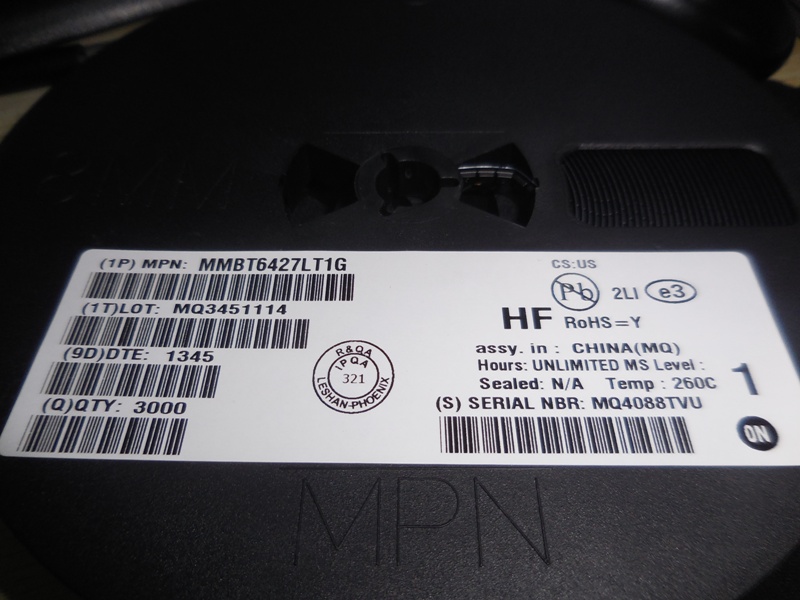 (1P) MPN: MMBT6427LT1G
(1T)LOT: MQ3451114
(9D)DTE: 1345
(Q)QTY: 3000
R&QA
IPQA
321
LESHAN-PHOENIX
CS:US
Pb 2LI e3
HF RoHS=Y
assy. in : CHINA(MQ)
Hours: UNLIMITED MS Level : 1
Sealed: N/A Temp : 260C
(S) SERIAL NBR: MQ4088TVU
ON
MPN